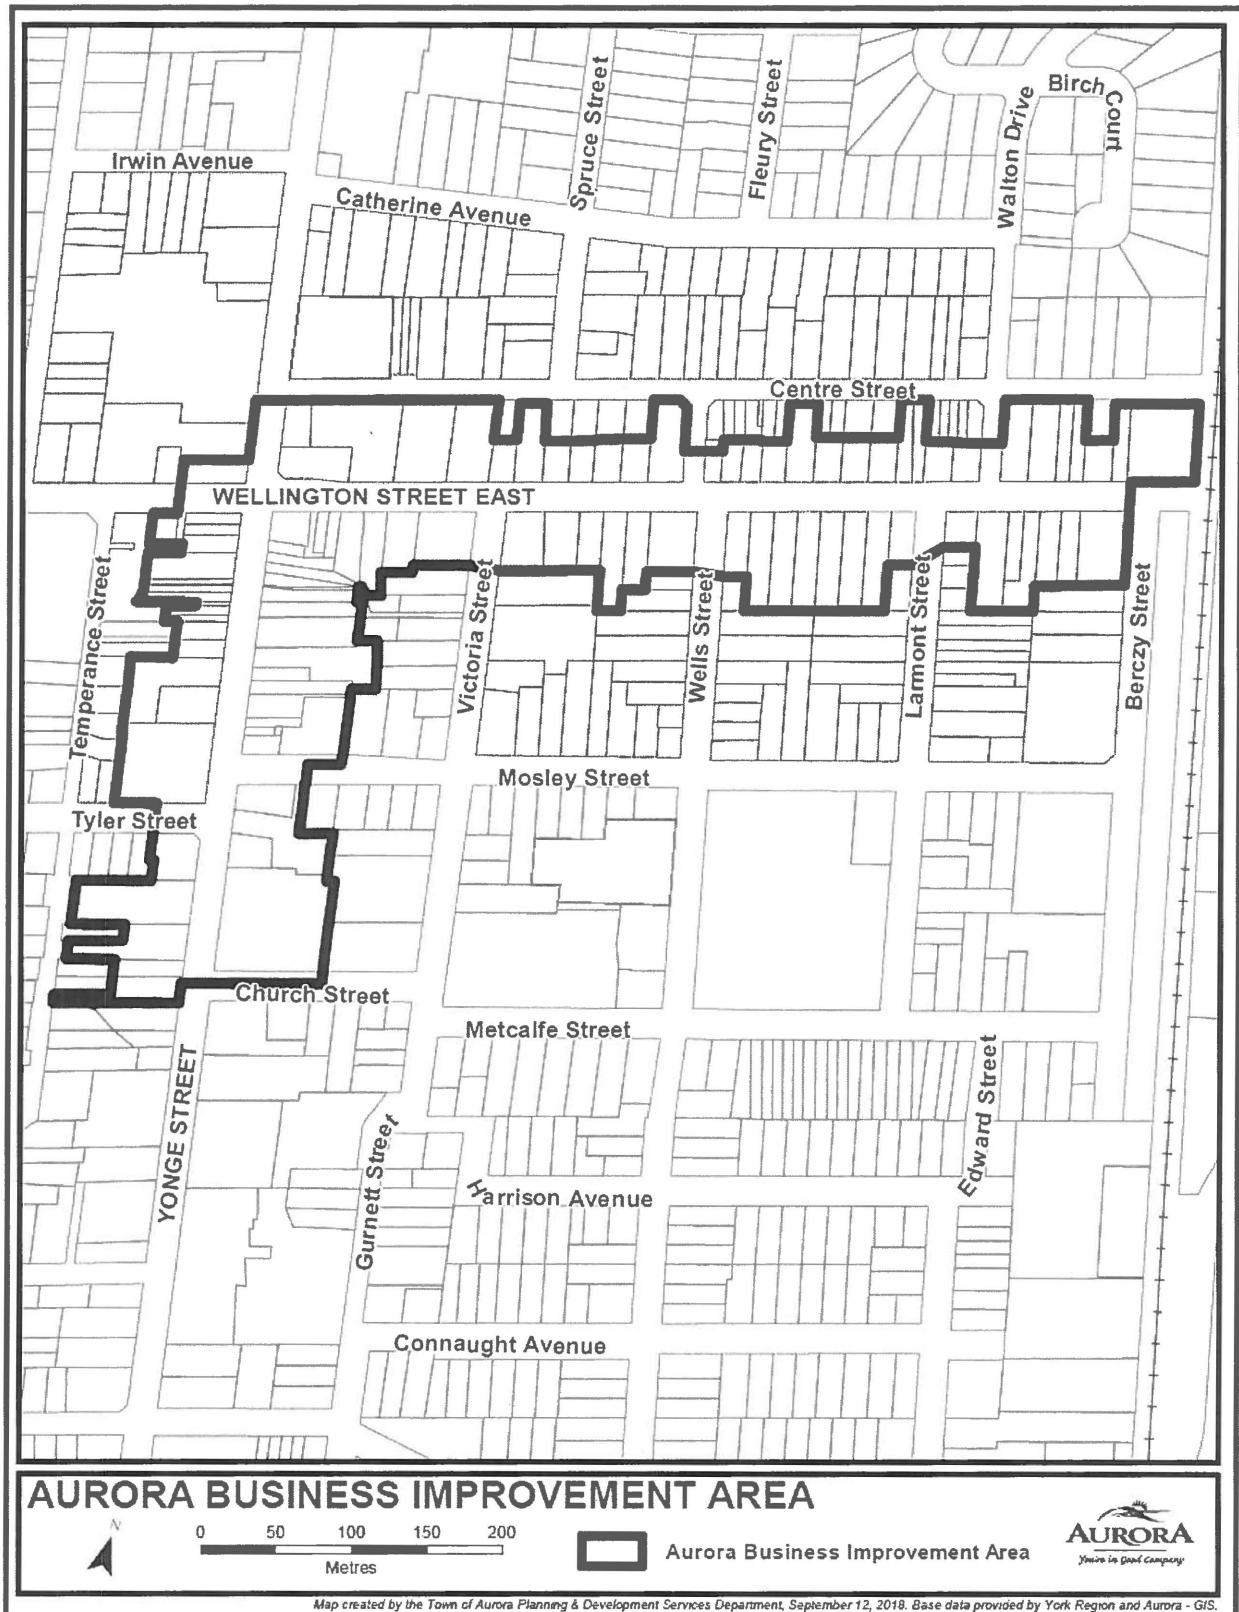 Birch
Court
Spruce Street
Fleury Street
Walton Drive
Irwin Avenue
Catherine Avenue
Centre Street
WELLINGTON STREET EAST
Temperance Street
Victoria Street
Wells Street
Larmont Street
Berczy Street
Mosley Street
Tyler Street
Church Street
Metcalfe Street
YONGE STREET
Edward Street
Gurnett Street
Harrison Avenue
Connaught Avenue
AURORA BUSINESS IMPROVEMENT AREA
N
0 50 100 150 200
Metres
Aurora Business Improvement Area
AURORA
You're in Good Company
Map created by the Town of Aurora Planning & Development Services Department, September 12, 2018. Base data provided by York Region and Aurora - GIS.